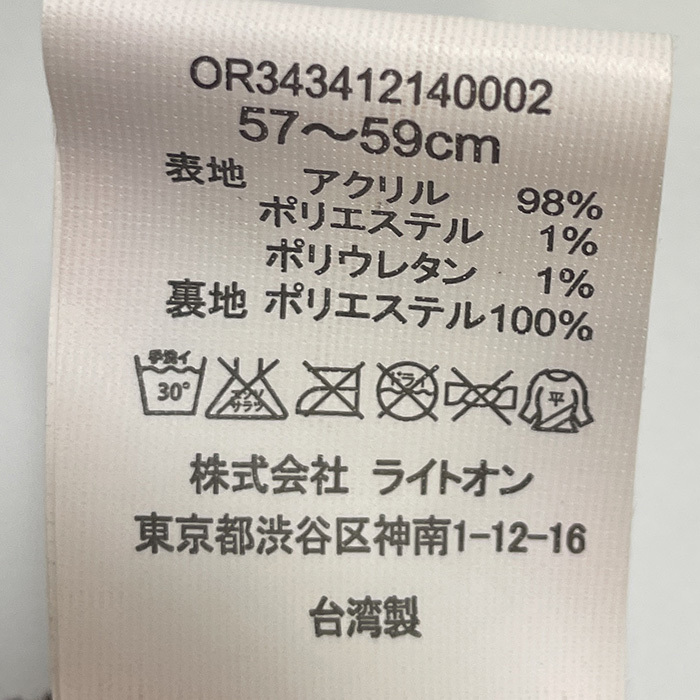 OR343412140002
57～59cm
表地 アクリル 98%
ポリエステル 1%
ポリウレタン 1%
裏地 ポリエステル100%
手洗イ
30° エンソサラシ ドライ 平
株式会社 ライトオン
東京都渋谷区神南1-12-16
台湾製